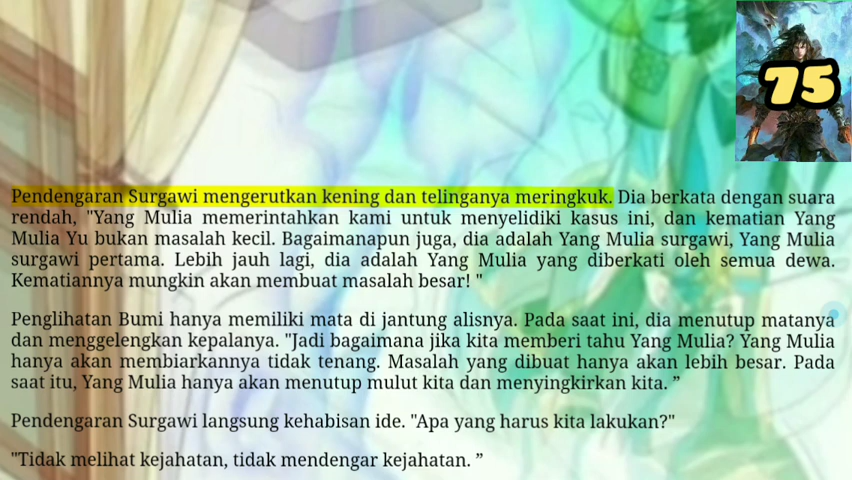 75
Pendengaran Surgawi mengerutkan kening dan telinganya meringkuk. Dia berkata dengan suara
rendah, "Yang Mulia memerintahkan kami untuk menyelidiki kasus ini, dan kematian Yang
Mulia Yu bukan masalah kecil. Bagaimanapun juga, dia adalah Yang Mulia surgawi, Yang Mulia
surgawi pertama. Lebih jauh lagi, dia adalah Yang Mulia yang diberkati oleh semua dewa.
Kematiannya mungkin akan membuat masalah besar! "
Penglihatan Bumi hanya memiliki mata di jantung alisnya. Pada saat ini, dia menutup matanya
dan menggelengkan kepalanya. "Jadi bagaimana jika kita memberi tahu Yang Mulia? Yang Mulia
hanya akan membiarkannya tidak tenang. Masalah yang dibuat hanya akan lebih besar. Pada
saat itu, Yang Mulia hanya akan menutup mulut kita dan menyingkirkan kita. ”
Pendengaran Surgawi langsung kehabisan ide. "Apa yang harus kita lakukan?"
"Tidak melihat kejahatan, tidak mendengar kejahatan. ”